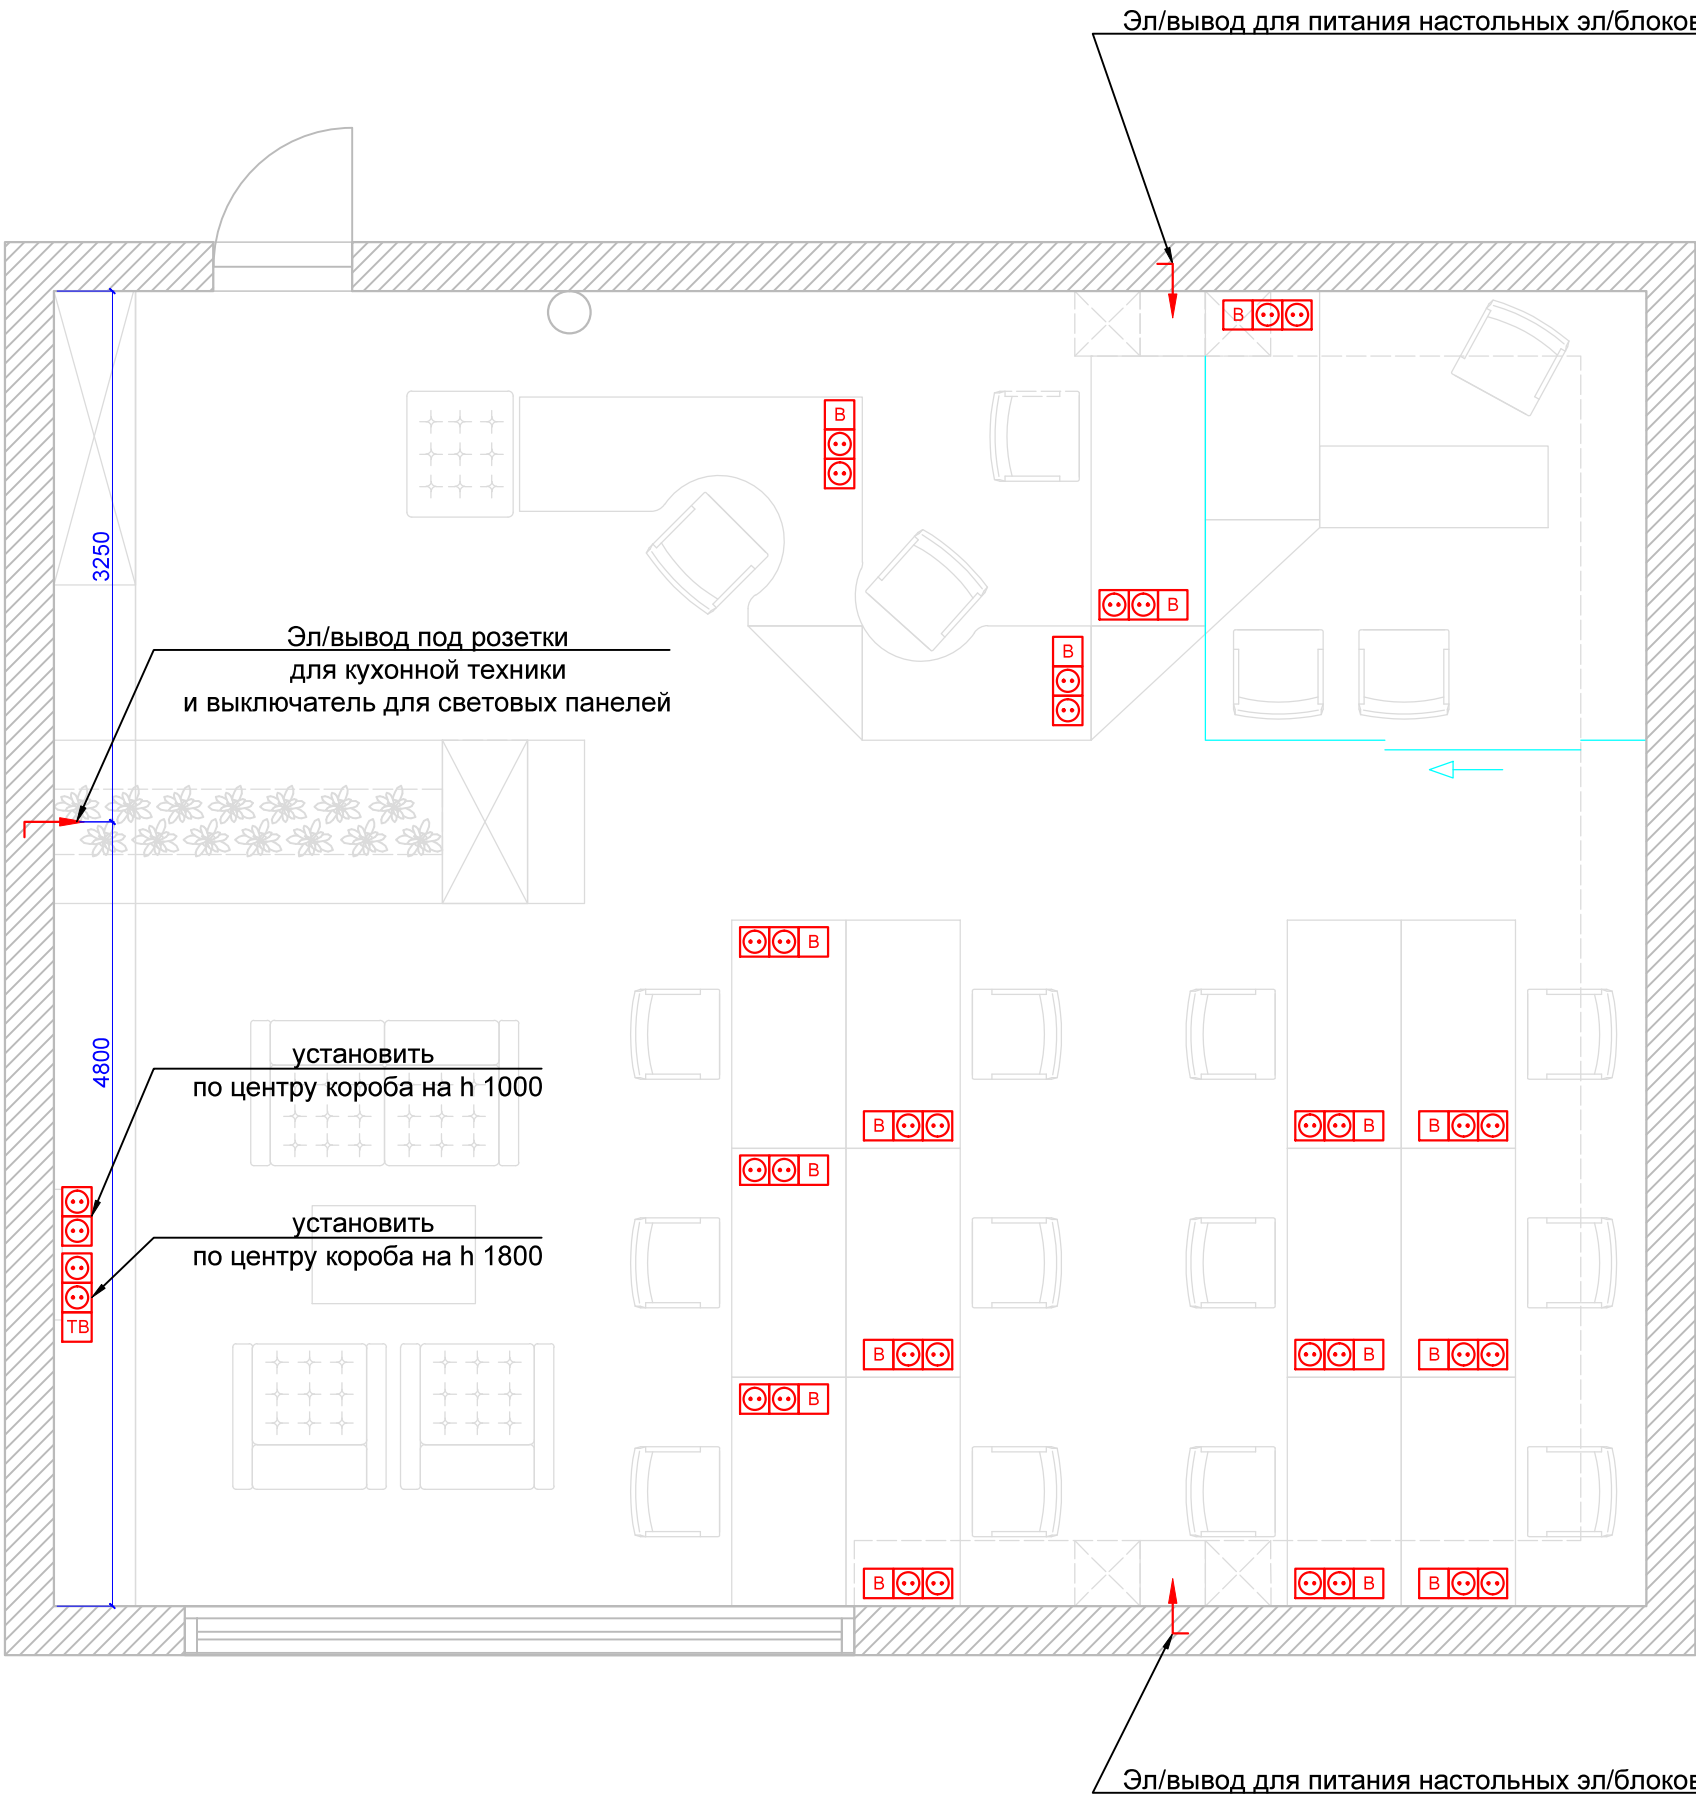 Эл/вывод для питания настольных эл/блоков
В
В
3250
В
Эл/вывод под розетки
для кухонной техники
и выключатель для световых панелей
В
В
установить
по центру короба на h 1000
4800
В В В
В
установить
по центру короба на h 1800
ТВ
В В В
В
В В В
Эл/вывод для питания настольных эл/блоков